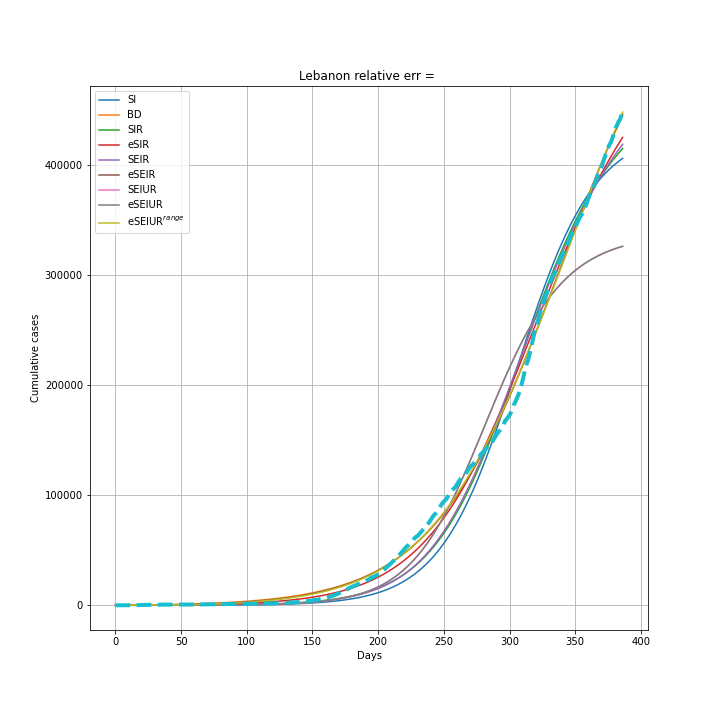 Lebanon relative err =
SI
BD
SIR
eSIR
SEIR
eSEIR
SEIUR
eSEIUR
eSEIUR^range
400000
300000
200000
100000
0
Cumulative cases
0 50 100 150 200 250 300 350 400
Days